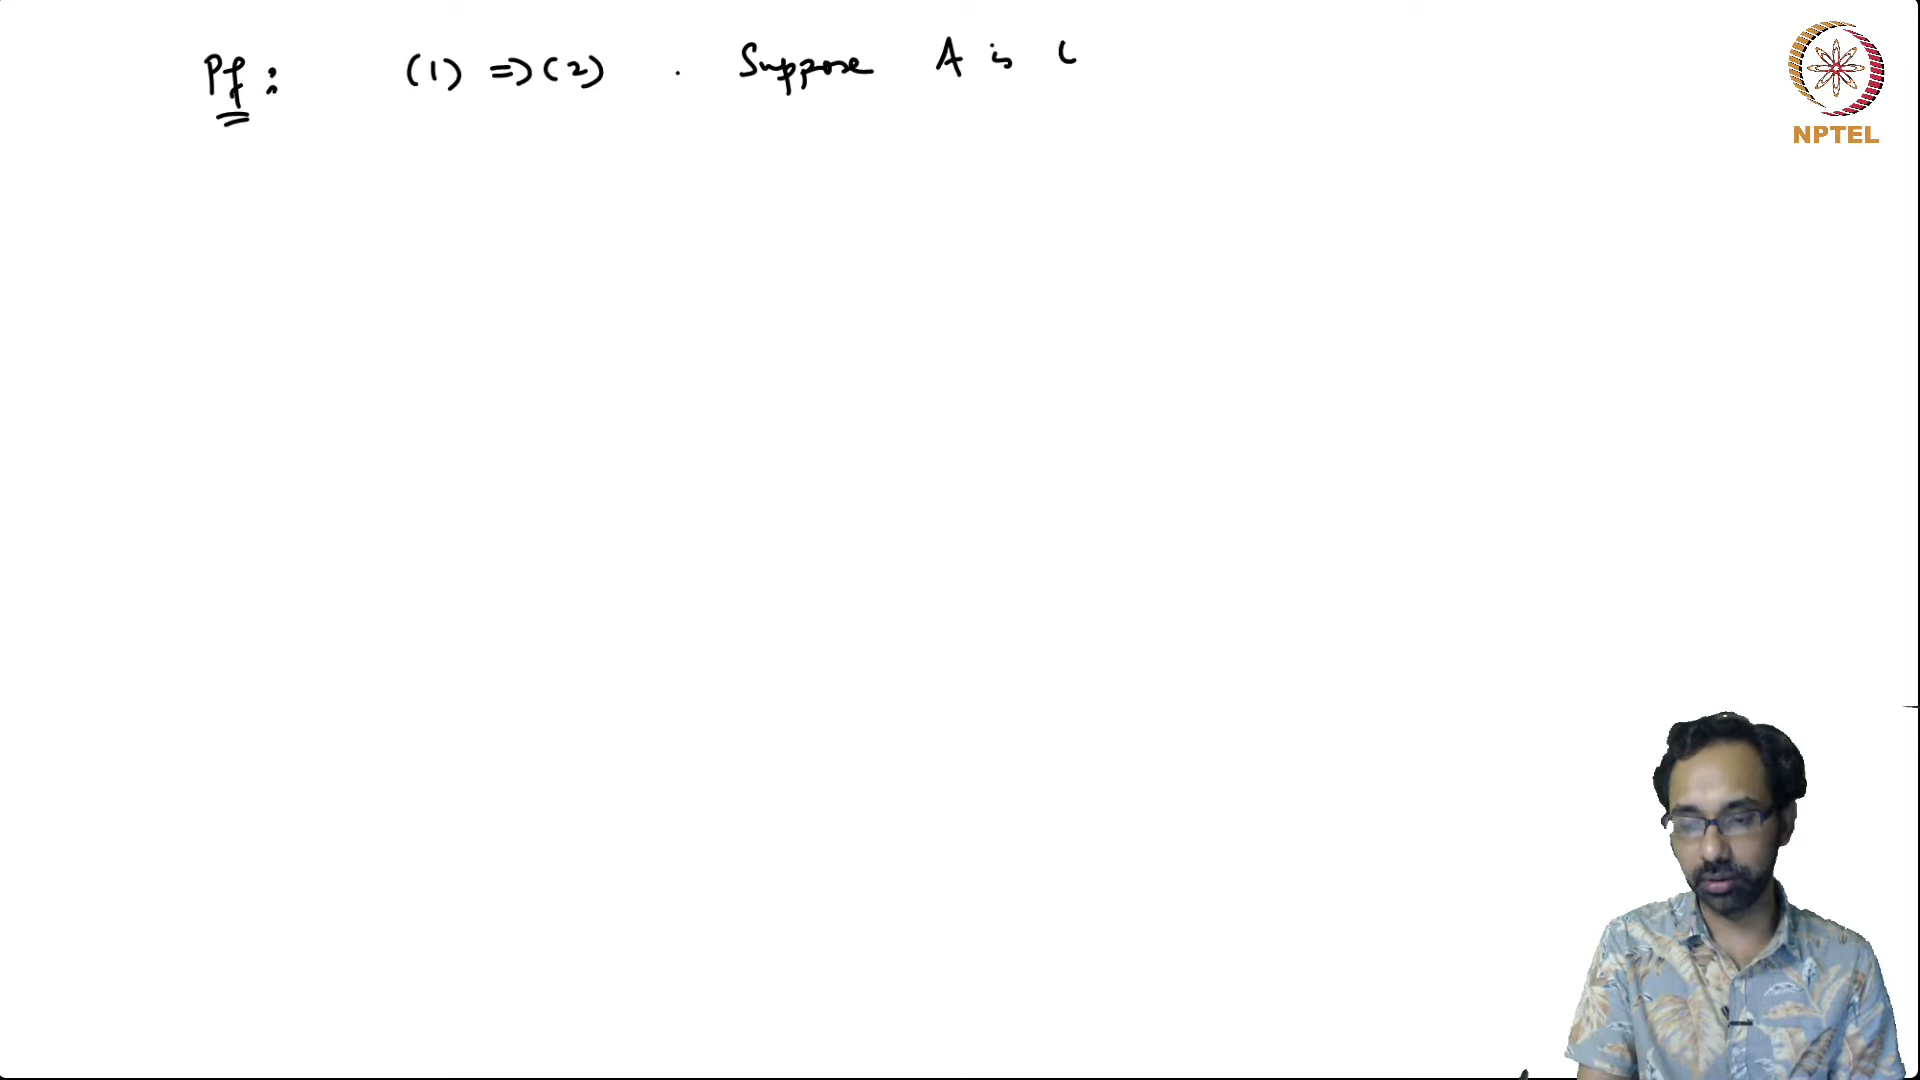 Pf : (1) => (2) . Suppose A is (
NPTEL